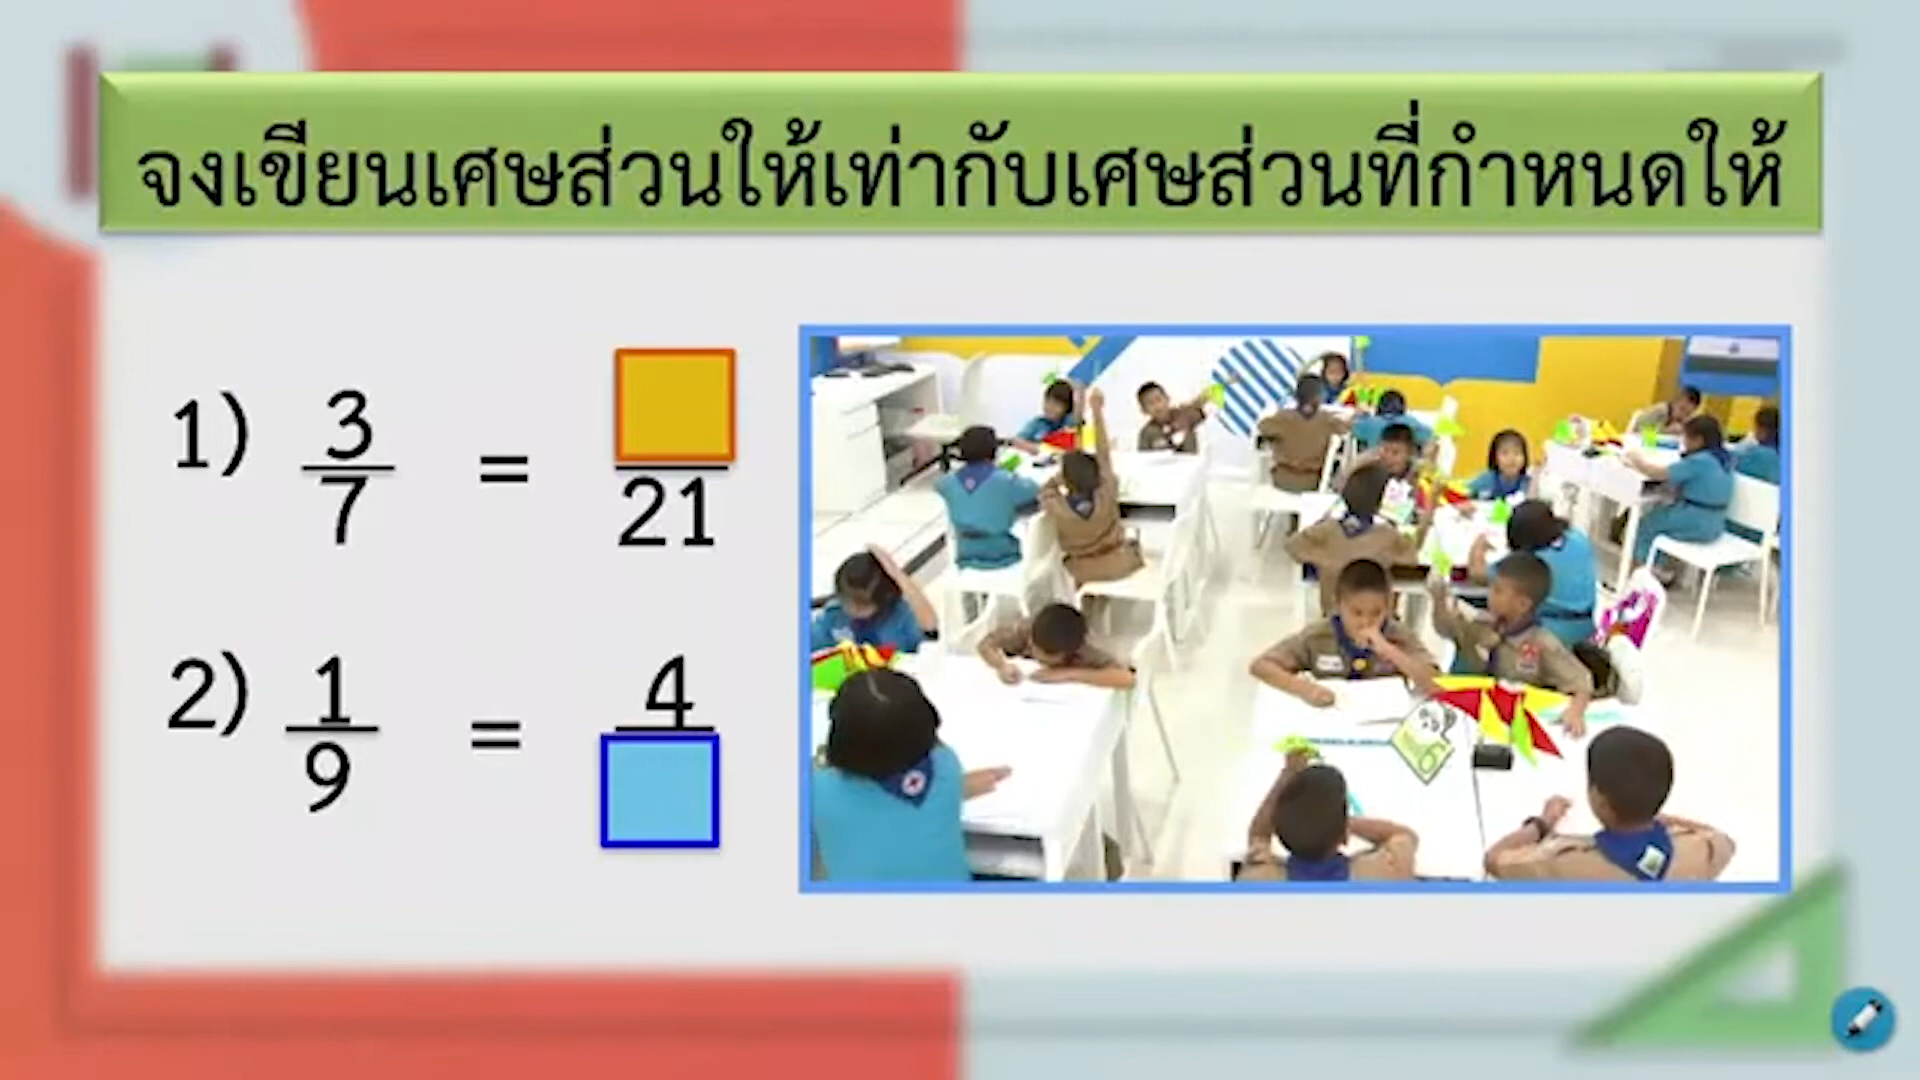 จงเขียนเศษส่วนให้เท่ากับเศษส่วนที่กำหนดให้
1) 3/7 = /21
2) 1/9 = 4/
6